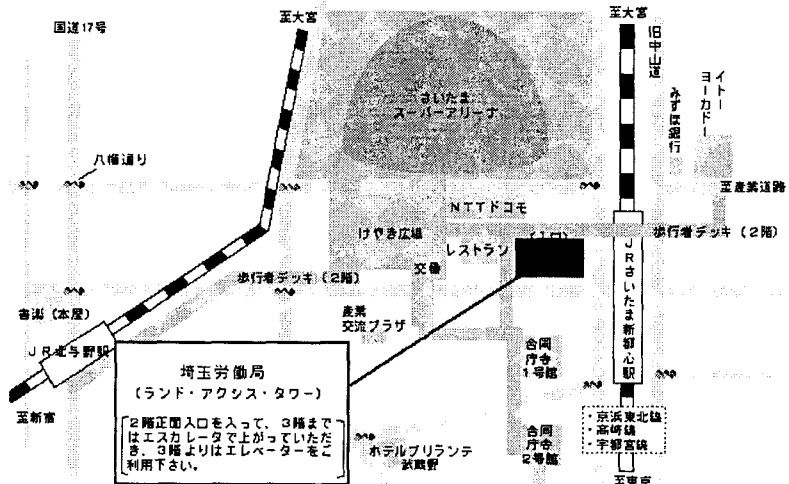 至大宮
至大宮
国道17号
旧中山道
イトーヨーカドー
みずほ銀行
さいたま
スーパーアリーナ
八幡通り
至産業道路
NTTドコモ
けやき広場
歩行者デッキ(2階)
レストラン
交番
JRさいたま新都心駅
歩行者デッキ(2階)
書楽(本屋)
産業
交流プラザ
JR北与野駅
合同
庁舎
1号館
埼玉労働局
(ランド・アクシス・タワー)
2階正面入口を入って、3階まで
はエスカレータで上がっていただ
き、3階よりはエレベーターをご
利用下さい。
至新宿
・京浜東北線
・高崎線
・宇都宮線
合同
庁舎
2号館
ホテルブリランテ
武蔵野
至東京